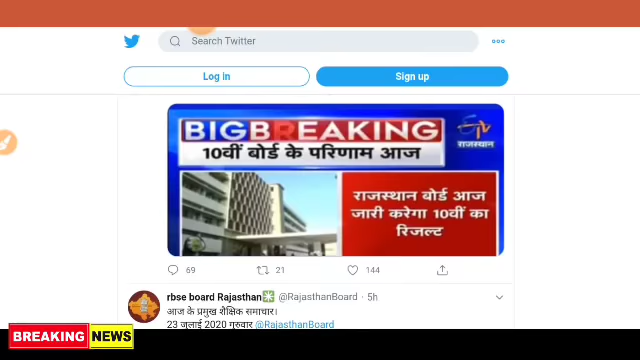 Search Twitter
Log in
Sign up
BIGBREAKING
10वीं बोर्ड के परिणाम आज
राजस्थान
राजस्थान बोर्ड आज
जारी करेगा 10वीं का
रिजल्ट
69 21 144
rbse board Rajasthan✳️ @RajasthanBoard · 5h
आज के प्रमुख शैक्षिक समाचार।
23 जुलाई 2020 गुरुवार @RajasthanBoard
BREAKING NEWS